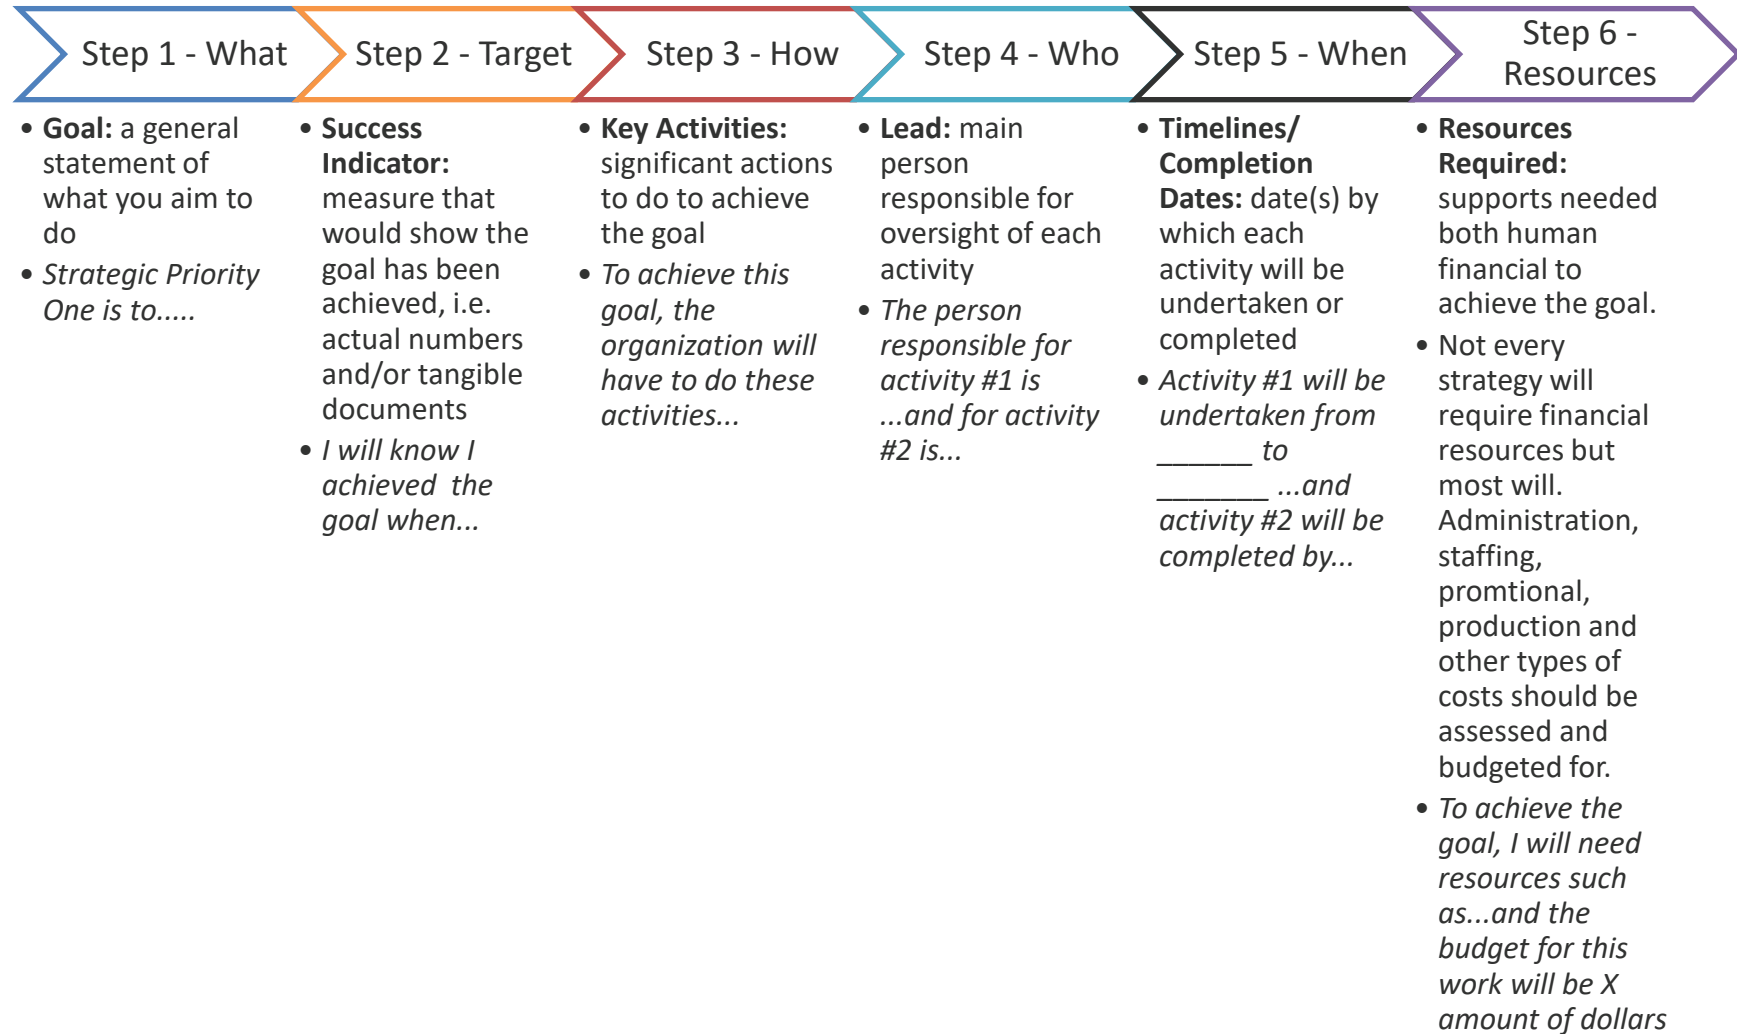 Step 1 - What
Step 2 - Target
Step 3 - How
Step 4 - Who
Step 5 - When
Step 6 -
Resources
• Goal: a general
statement of
what you aim to
do
• Strategic Priority
One is to.....
• Success
Indicator:
measure that
would show the
goal has been
achieved, i.e.
actual numbers
and/or tangible
documents
• I will know I
achieved  the
goal when...
• Key Activities:
significant actions
to do to achieve
the goal
• To achieve this
goal, the
organization will
have to do these
activities...
• Lead: main
person
responsible for
oversight of each
activity
• The person
responsible for
activity #1 is
...and for activity
#2 is...
• Timelines/
Completion
Dates: date(s) by
which each
activity will be
undertaken or
completed
• Activity #1 will be
undertaken from
______ to
_______ ...and
activity #2 will be
completed by...
• Resources
Required:
supports needed
both human
financial to
achieve the goal.
• Not every
strategy will
require financial
resources but
most will.
Administration,
staffing,
promtional,
production and
other types of
costs should be
assessed and
budgeted for.
• To achieve the
goal, I will need
resources such
as...and the
budget for this
work will be X
amount of dollars